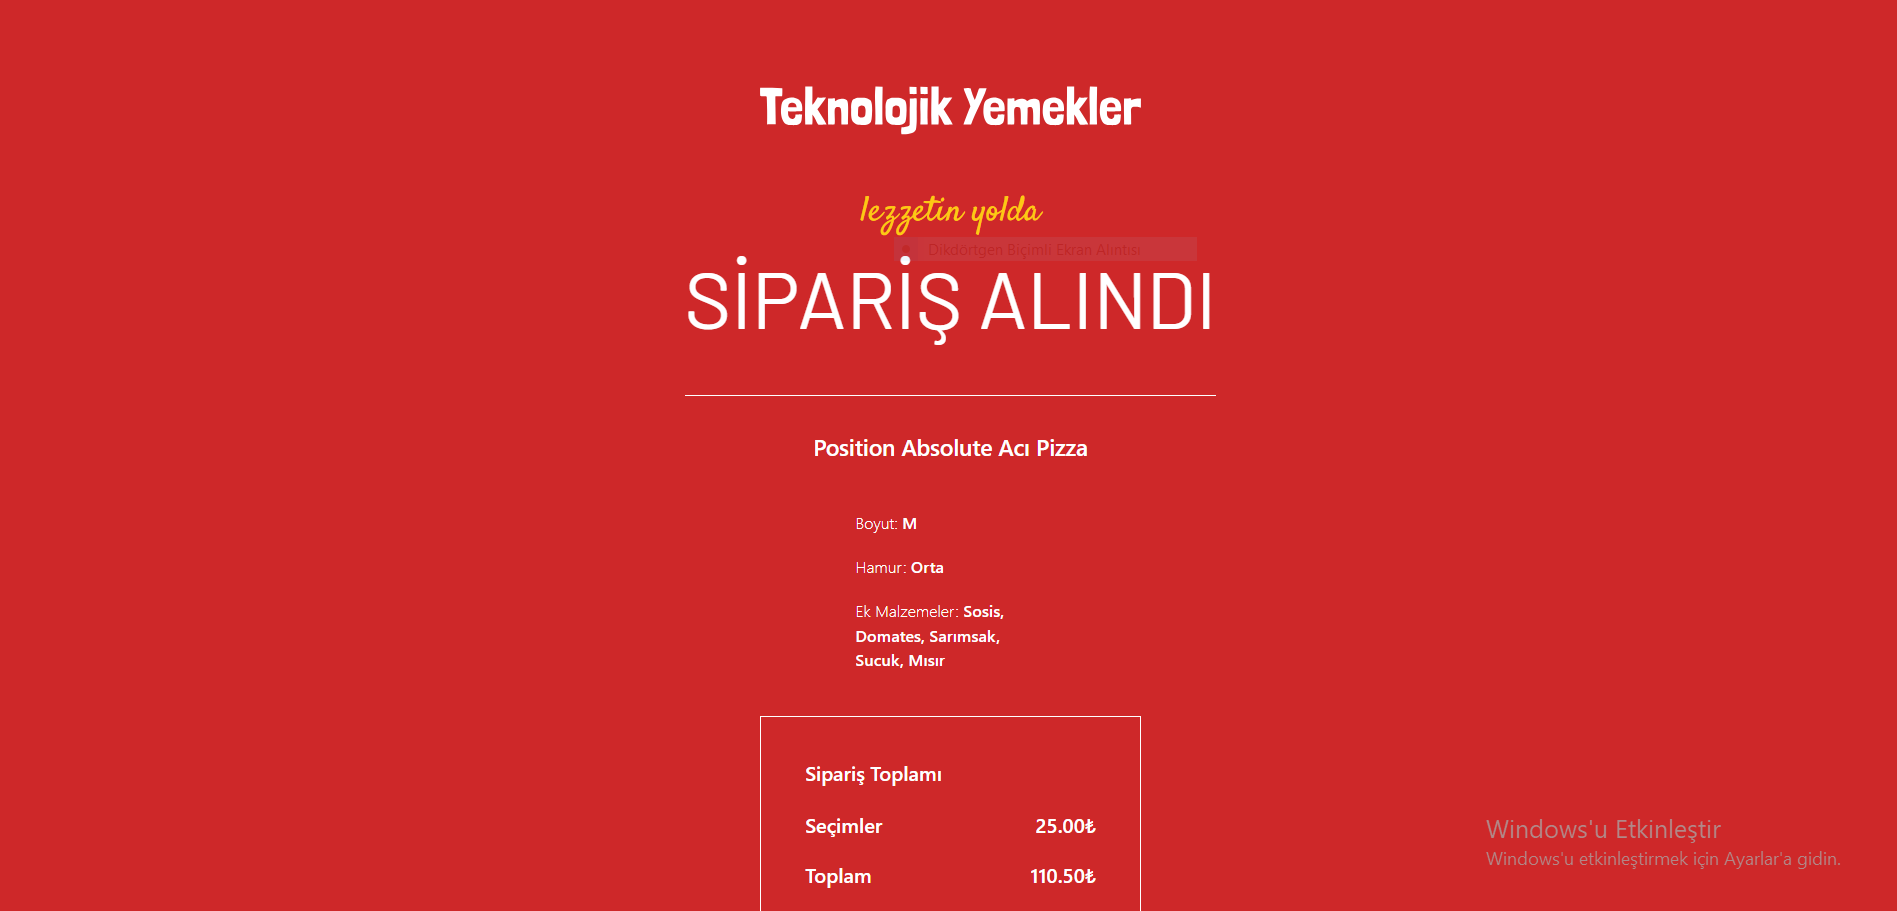 Teknolojik Yemekler
lezzetin yolda
Dikdörtgen Biçimli Ekran Alıntısı
SİPARİŞ ALINDI
Position Absolute Acı Pizza
Boyut: M
Hamur: Orta
Ek Malzemeler: Sosis,
Domates, Sarımsak,
Sucuk, Mısır
Sipariş Toplamı
Seçimler 25.00₺
Toplam 110.50₺
Windows'u Etkinleştir
Windows'u etkinleştirmek için Ayarlar'a gidin.